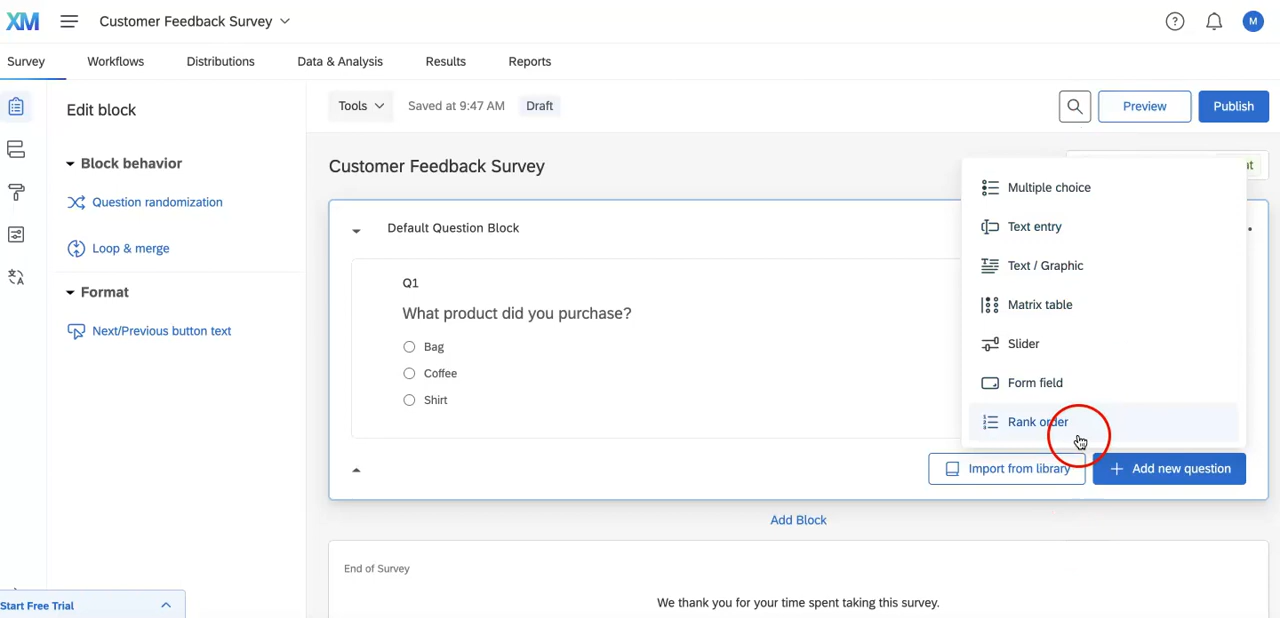 XM
Customer Feedback Survey
M
Survey
Workflows
Distributions
Data & Analysis
Results
Reports
Edit block
Block behavior
Question randomization
Loop & merge
Format
Next/Previous button text
Start Free Trial
Tools
Saved at 9:47 AM
Draft
Preview
Publish
Customer Feedback Survey
Default Question Block
Q1
What product did you purchase?
Bag
Coffee
Shirt
Multiple choice
Text entry
Text / Graphic
Matrix table
Slider
Form field
Rank order
Import from library
Add new question
Add Block
End of Survey
We thank you for your time spent taking this survey.